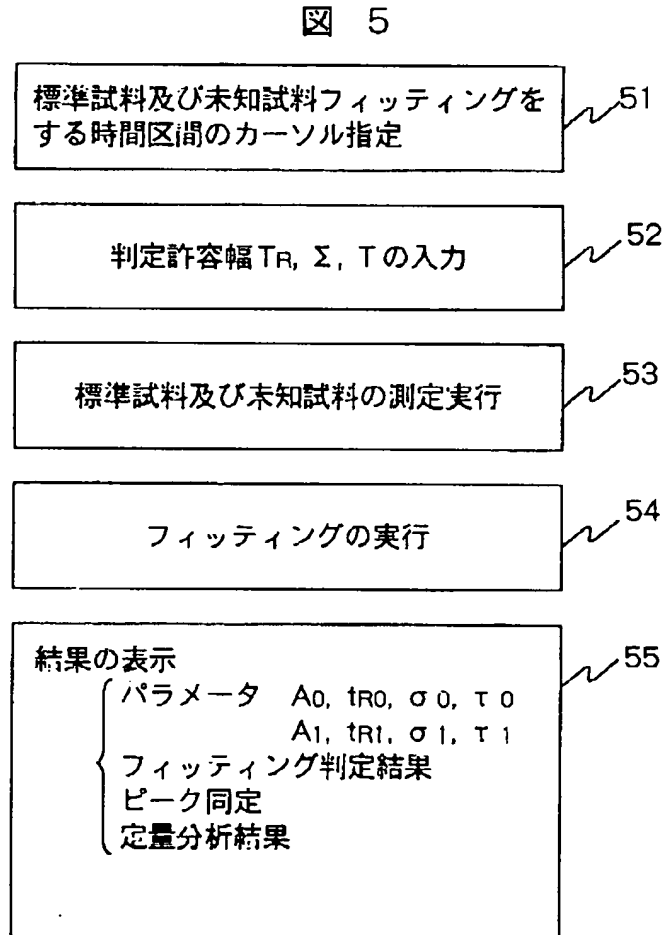 図 5
標準試料及び未知試料フィッティングを
する時間区間のカーソル指定
51
判定許容幅TR, Σ, Tの入力
52
標準試料及び未知試料の測定実行
53
フィッティングの実行
54
結果の表示
55
パラメータ A0, tR0, σ0, τ0
A1, tR1, σ1, τ1
フィッティング判定結果
ピーク同定
定量分析結果